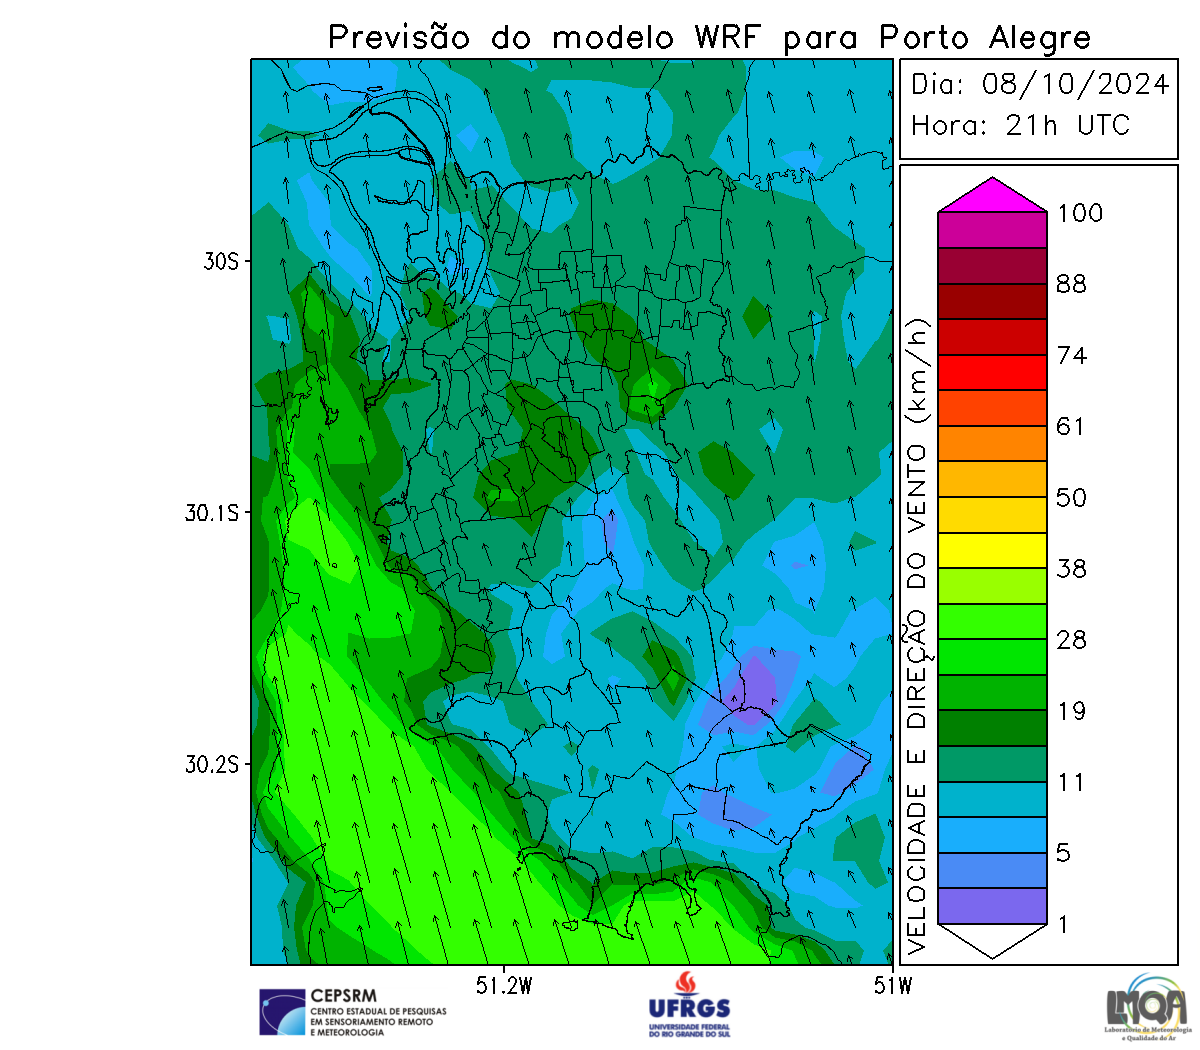 Previsão do modelo WRF para Porto Alegre
Dia: 08/10/2024
Hora: 21h UTC
100
88
74
61
50
38
28
19
11
5
1
VELOCIDADE E DIREÇÃO DO VENTO (km/h)
30S
30.1S
30.2S
51.2W
51W
CEPSRM
CENTRO ESTADUAL DE PESQUISAS
EM SENSORIAMENTO REMOTO
E METEOROLOGIA
UFRGS
UNIVERSIDADE FEDERAL
DO RIO GRANDE DO SUL
LMQA
Laboratório de Meteorologia
e Qualidade do Ar